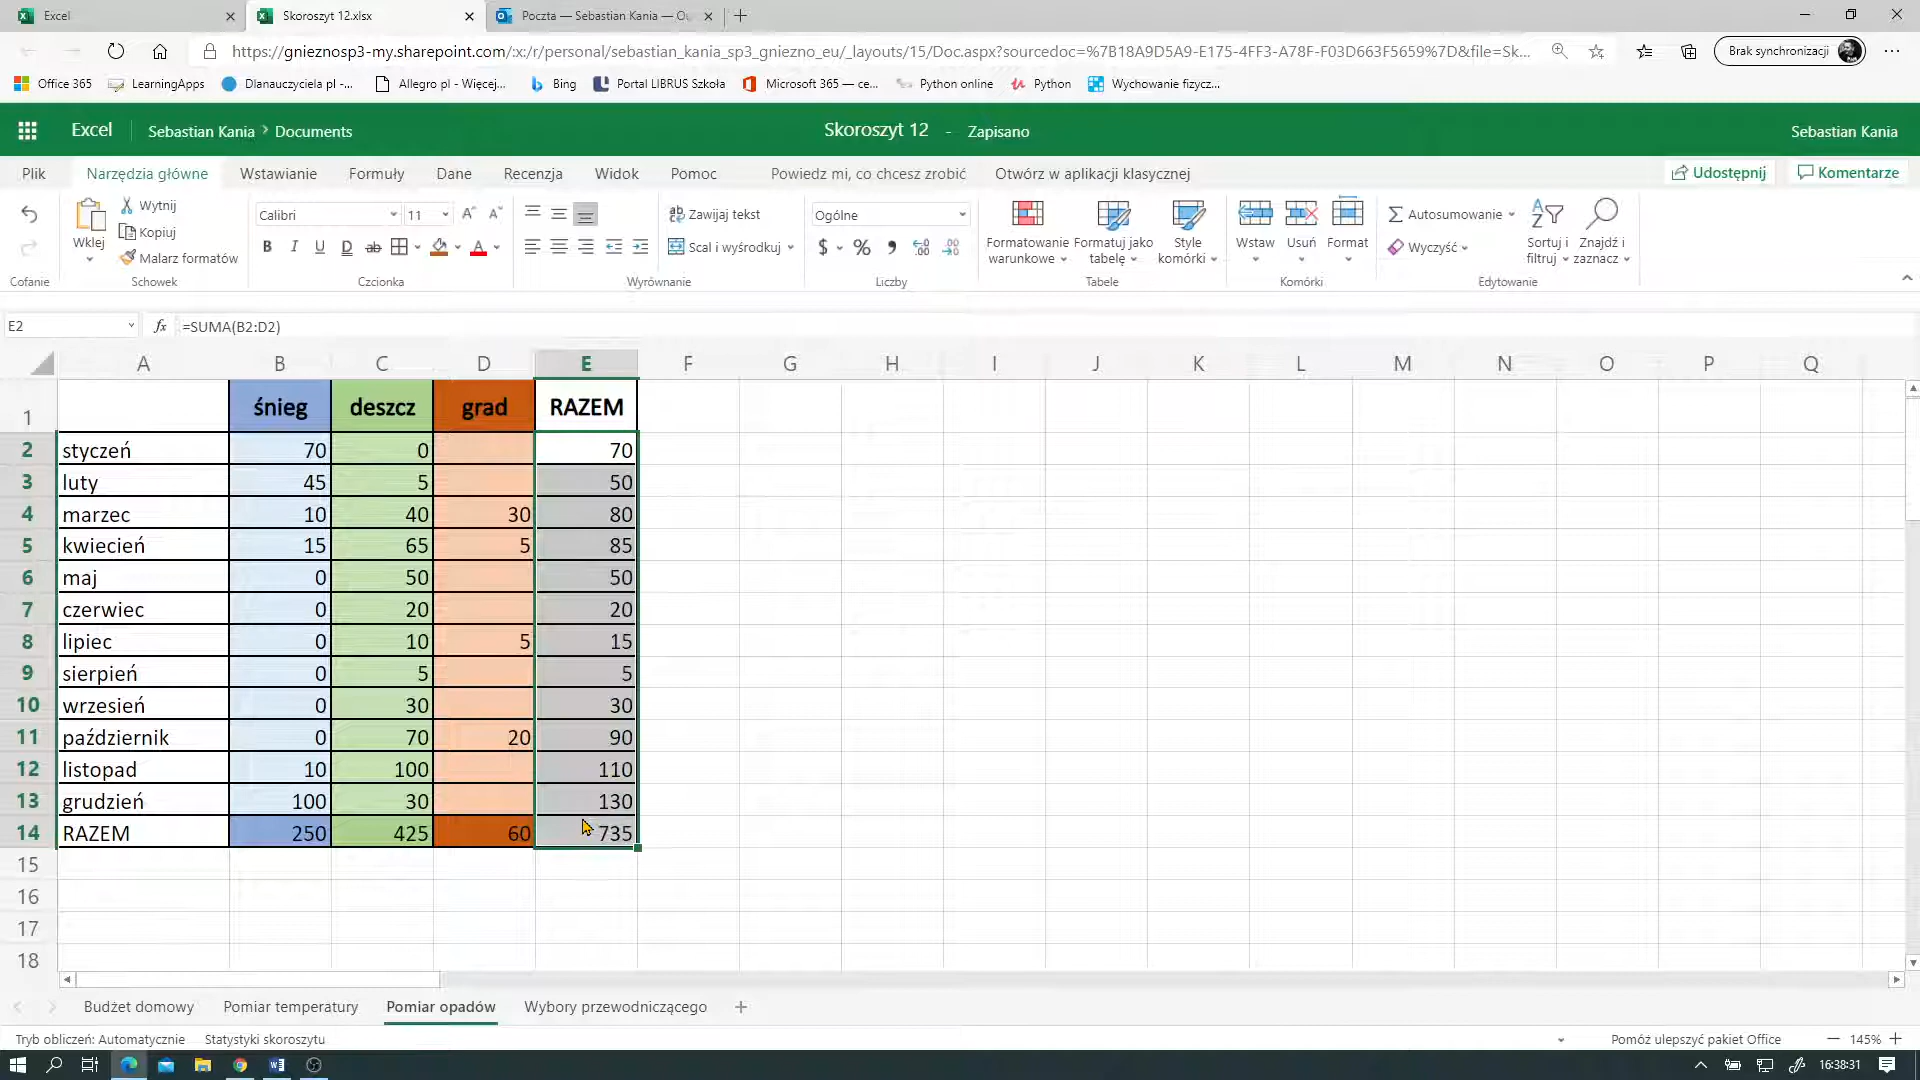 Excel
Skoroszyt 12.xlsx
Poczta — Sebastian Kania — Ou
https://gnieznosp3-my.sharepoint.com/:x:/r/personal/sebastian_kania_sp3_gniezno_eu/_layouts/15/Doc.aspx?sourcedoc=%7B18A9D5A9-E175-4FF3-A78F-F03D663F5659%7D&file=Sk...
Brak synchronizacji
Office 365
LearningApps
Dlanauczyciela pl -...
Allegro pl - Więcej...
Bing
Portal LIBRUS Szkoła
Microsoft 365 — ce...
Python online
Python
Wychowanie fizycz...
Excel
Sebastian Kania > Documents
Skoroszyt 12 - Zapisano
Sebastian Kania
Plik
Narzędzia główne
Wstawianie
Formuły
Dane
Recenzja
Widok
Pomoc
Powiedz mi, co chcesz zrobić
Otwórz w aplikacji klasycznej
Udostępnij
Komentarze
Wklej
Wytnij
Kopiuj
Malarz formatów
Calibri
11
B I U D ab
Zawijaj tekst
Scal i wyśrodkuj
Ogólne
$ % 
Formatowanie warunkowe
Formatuj jako tabelę
Style komórki
Wstaw
Usuń
Format
Autosumowanie
Wyczyść
Sortuj i filtruj
Znajdź i zaznacz
Cofanie
Schowek
Czcionka
Wyrównanie
Liczby
Tabele
Komórki
Edytowanie
E2
fx =SUMA(B2:D2)
A B C D E F G H I J K L M N O P Q
1 śnieg deszcz grad RAZEM
2 styczeń 70 0 70
3 luty 45 5 50
4 marzec 10 40 30 80
5 kwiecień 15 65 5 85
6 maj 0 50 50
7 czerwiec 0 20 20
8 lipiec 0 10 5 15
9 sierpień 0 5 5
10 wrzesień 0 30 30
11 październik 0 70 20 90
12 listopad 10 100 110
13 grudzień 100 30 130
14 RAZEM 250 425 60 735
15
16
17
18
Budżet domowy
Pomiar temperatury
Pomiar opadów
Wybory przewodniczącego
Tryb obliczeń: Automatycznie
Statystyki skoroszytu
Pomóż ulepszyć pakiet Office
145%
16:38:31